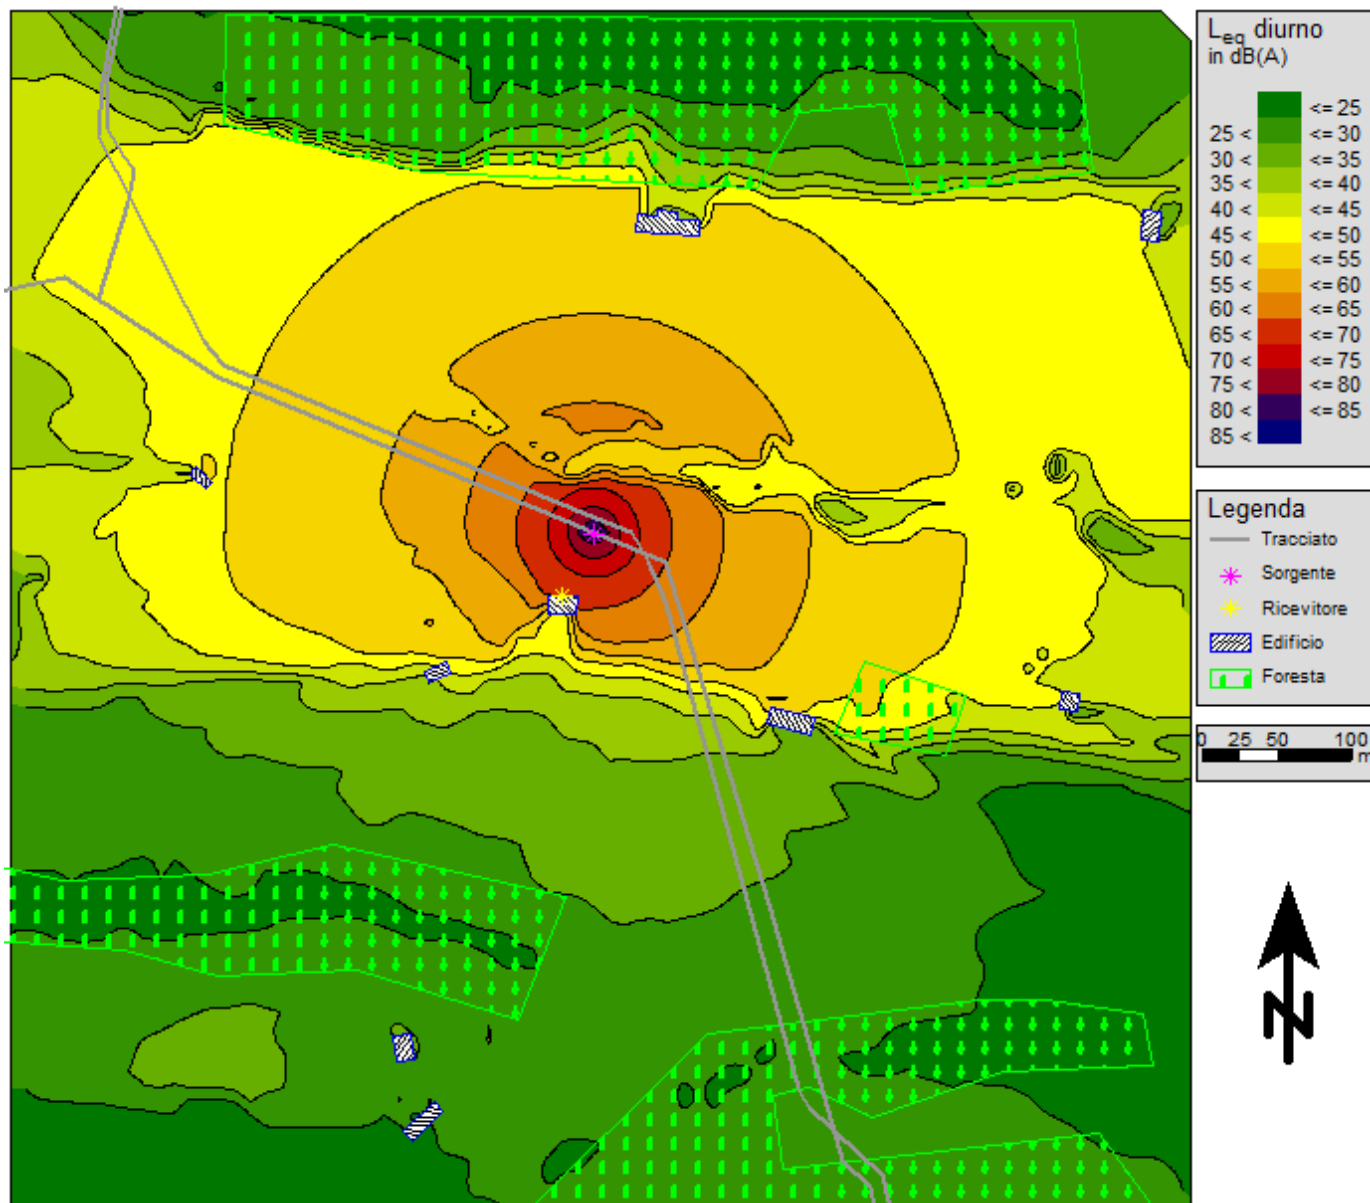 Leq diurno
in dB(A)
<= 25
25 < <= 30
30 < <= 35
35 < <= 40
40 < <= 45
45 < <= 50
50 < <= 55
55 < <= 60
60 < <= 65
65 < <= 70
70 < <= 75
75 < <= 80
80 < <= 85
85 <
Legenda
Tracciato
Sorgente
Ricevitore
Edificio
Foresta
0 25 50 100
m
N